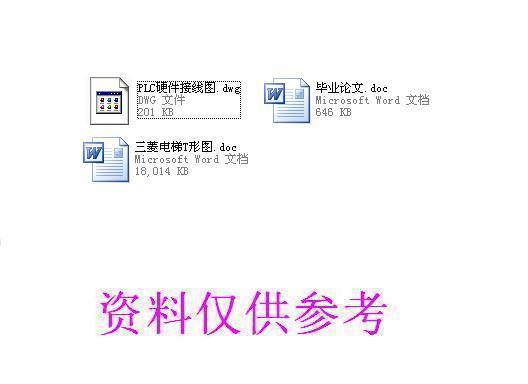 PLC硬件接线图.dwg
DWG 文件
201 KB
毕业论文.doc
Microsoft Word 文档
646 KB
三菱电梯T形图.doc
Microsoft Word 文档
18,014 KB
资料仅供参考